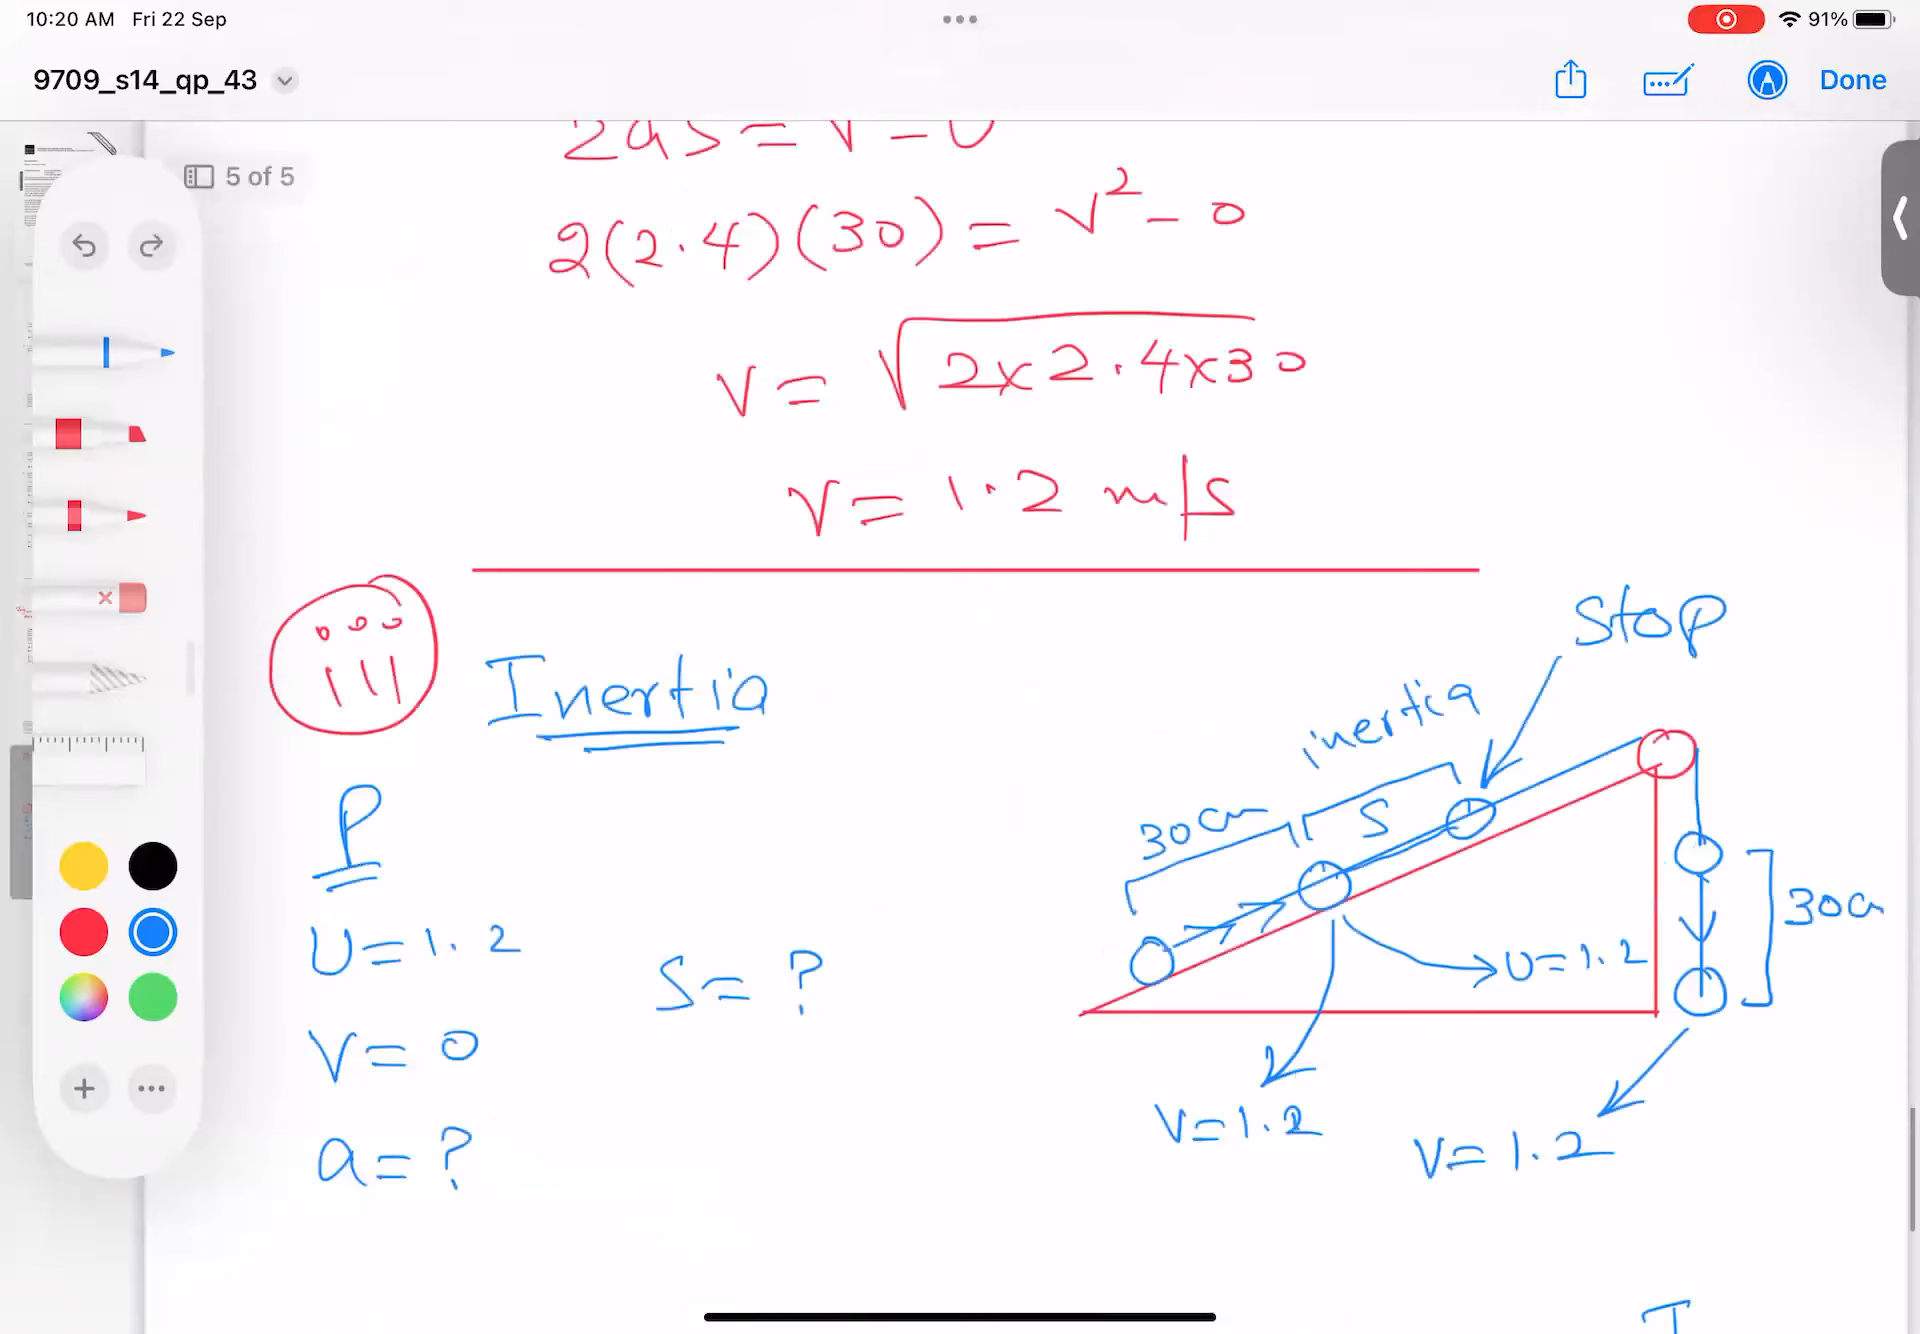 10:20 AM Fri 22 Sep
91%
9709_s14_qp_43
Done
5 of 5
2as = V - U
2(2.4)(30) = V² - 0
V = √2x2.4x30
V = 1.2 m/s
iii
Inertia
Stop
inertia
30cm
S
P
30cm
U = 1.2
S = ?
U = 1.2
V = 0
V = 1.2
V = 1.2
a = ?
T